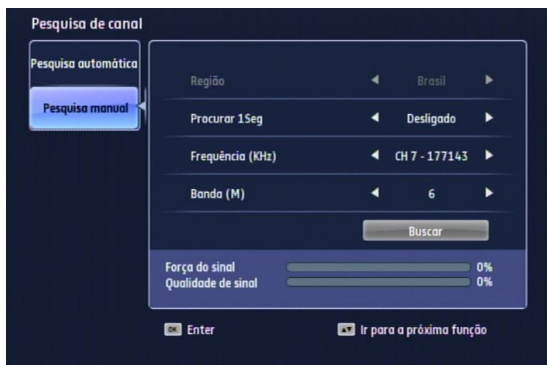 Pesquisa de canal
Pesquisa automática
Pesquisa manual
Região Brasil
Procurar 1Seg Desligado
Frequência (KHz) CH 7 - 177143
Banda (M) 6
Buscar
Força do sinal 0%
Qualidade de sinal 0%
OK Enter Ir para a próxima função